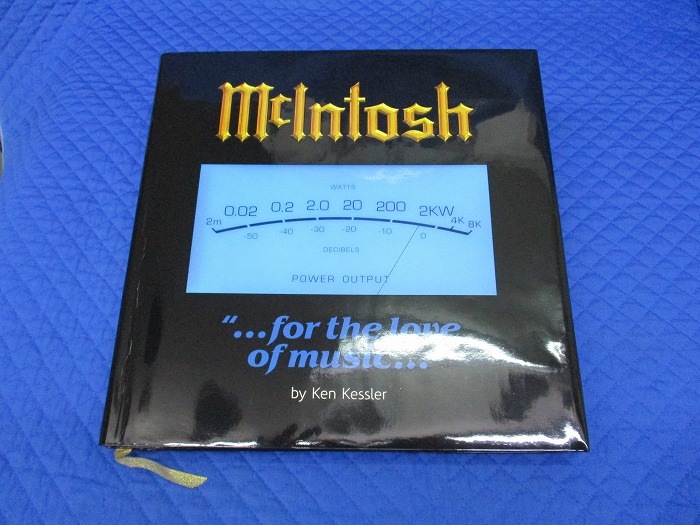 McIntosh
WATTS
2m 0.02 0.2 2.0 20 200 2KW 4K 8K
-50 -40 -30 -20 -10 0
DECIBELS
POWER OUTPUT
"...for the love
of music...
by Ken Kessler